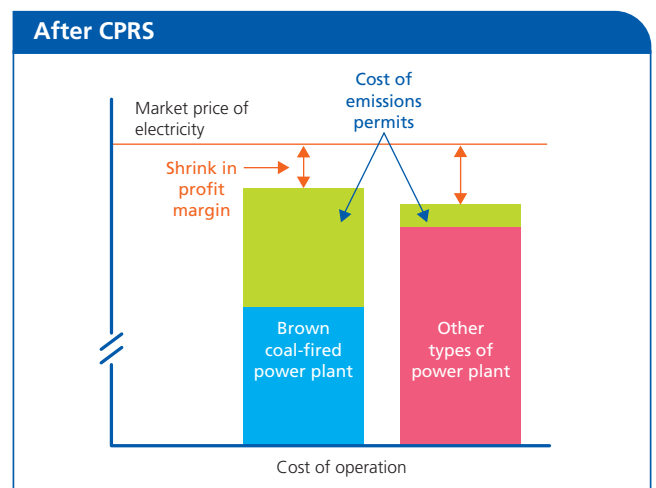 After CPRS
Market price of
electricity
Cost of
emissions
permits
Shrink in
profit
margin
Brown
coal-fired
power plant
Other
types of
power plant
Cost of operation